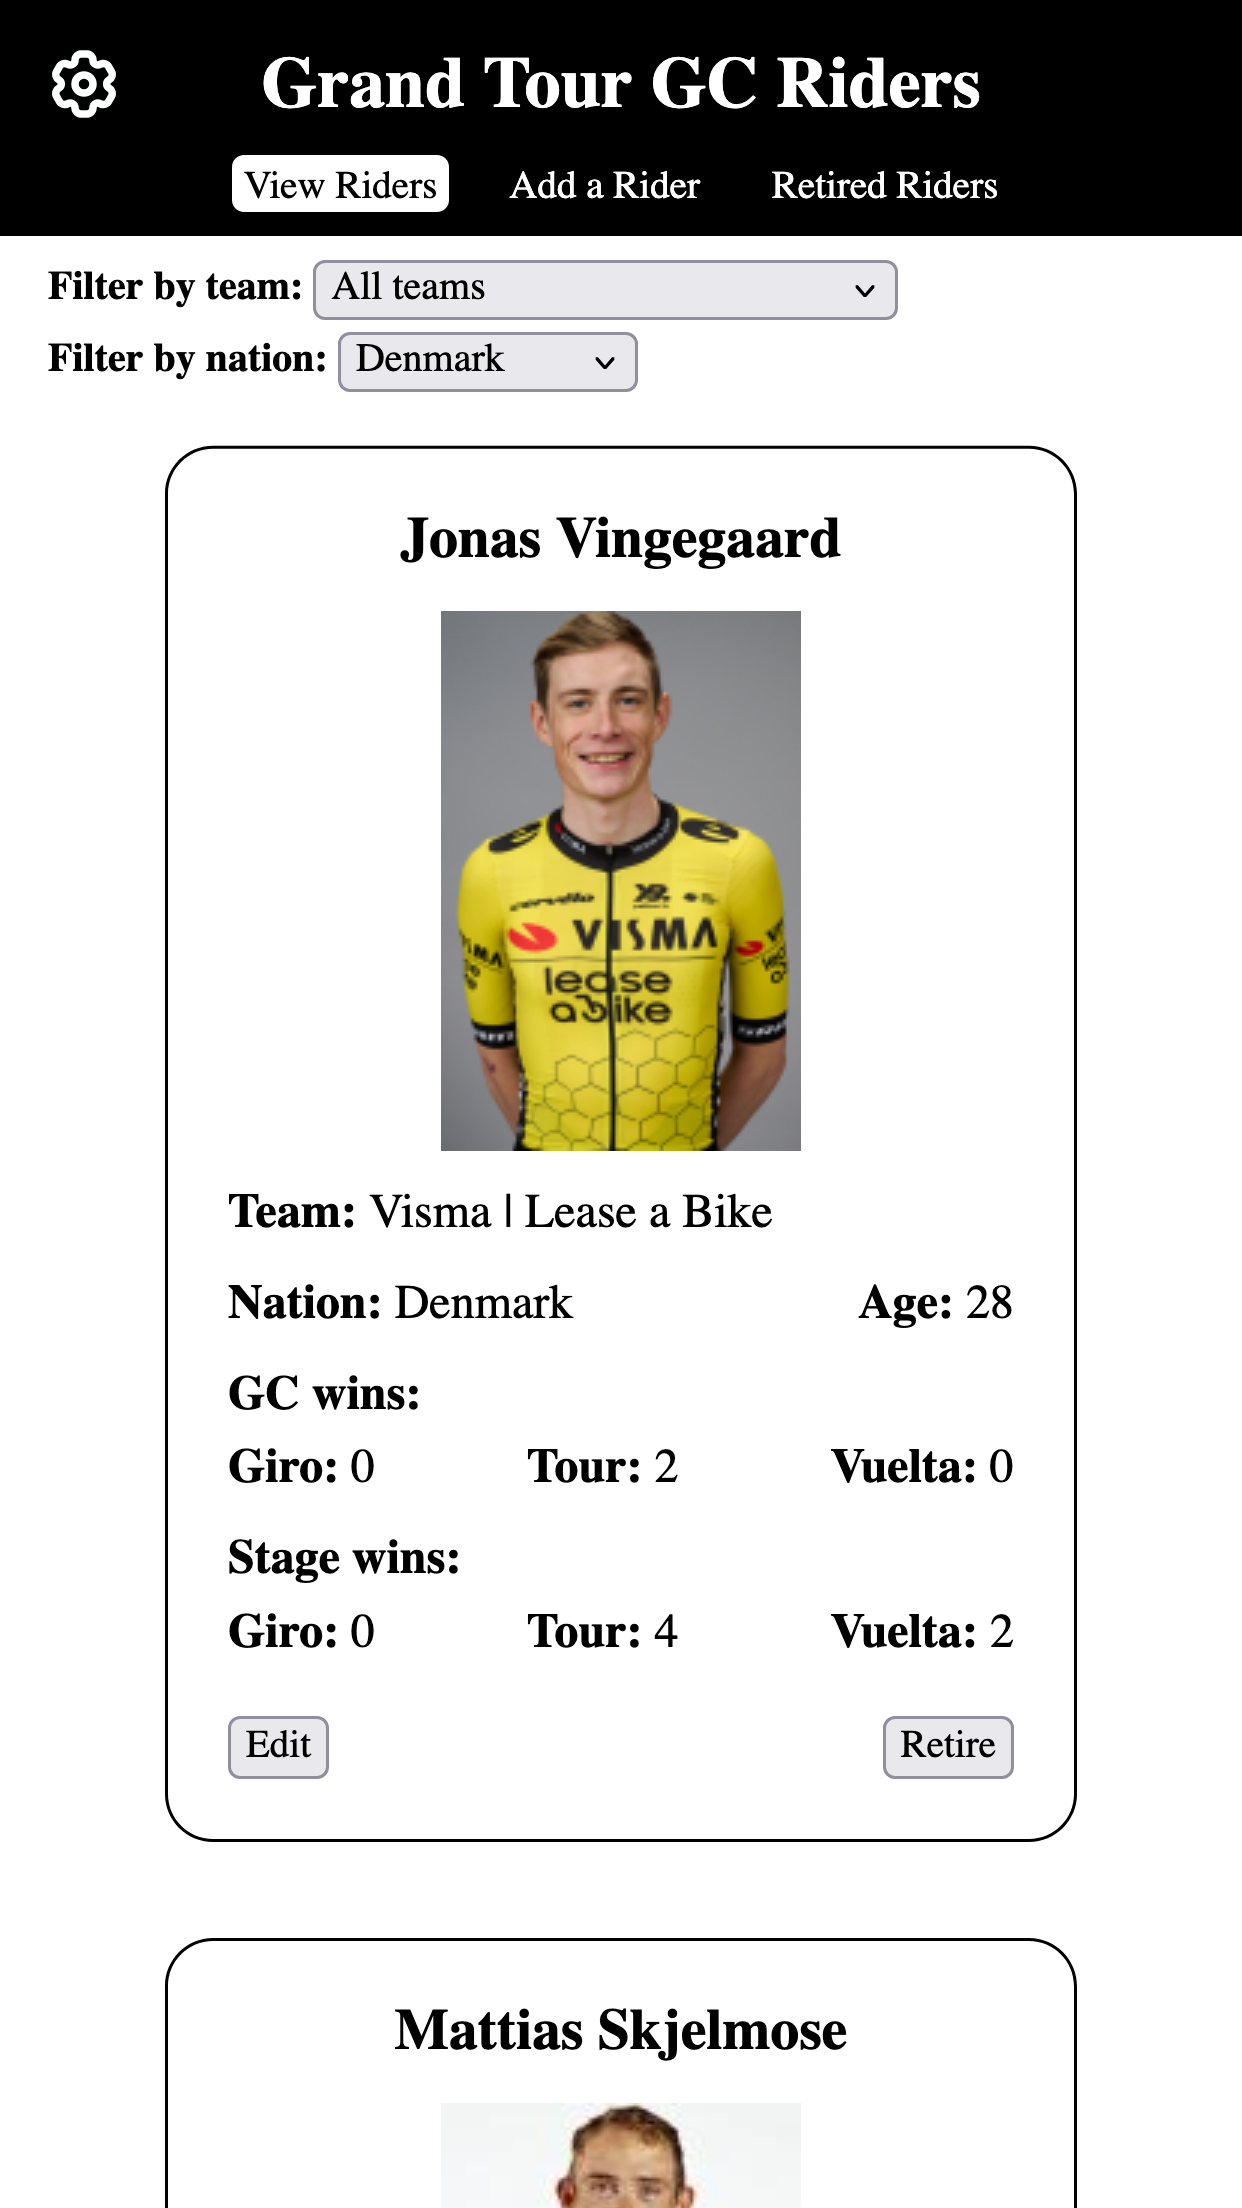 Grand Tour GC Riders
View Riders Add a Rider Retired Riders
Filter by team: All teams
Filter by nation: Denmark
Jonas Vingegaard
cervélo
VISMA
lease
a bike
Team: Visma | Lease a Bike
Nation: Denmark Age: 28
GC wins:
Giro: 0 Tour: 2 Vuelta: 0
Stage wins:
Giro: 0 Tour: 4 Vuelta: 2
Edit Retire
Mattias Skjelmose